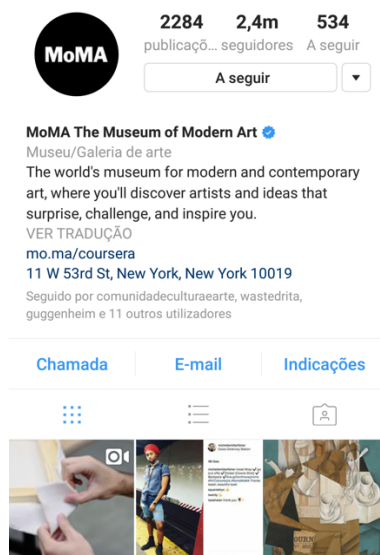 MoMA
2284 2,4m 534
publicaçõ... seguidores A seguir
A seguir
MoMA The Museum of Modern Art
Museu/Galeria de arte
The world's museum for modern and contemporary
art, where you'll discover artists and ideas that
surprise, challenge, and inspire you.
VER TRADUÇÃO
mo.ma/coursera
11 W 53rd St, New York, New York 10019
Seguido por comunidadeculturaearte, wastedrita,
guggenheim e 11 outros utilizadores
Chamada E-mail Indicações